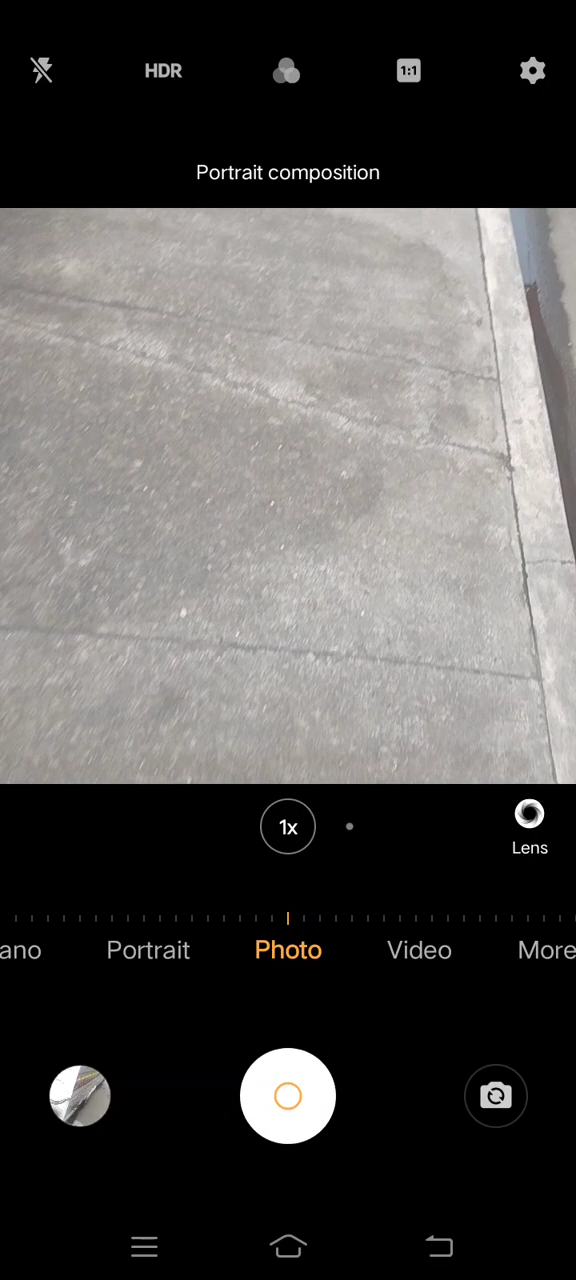 HDR
1:1
Portrait composition
1x
Lens
ano Portrait Photo Video More